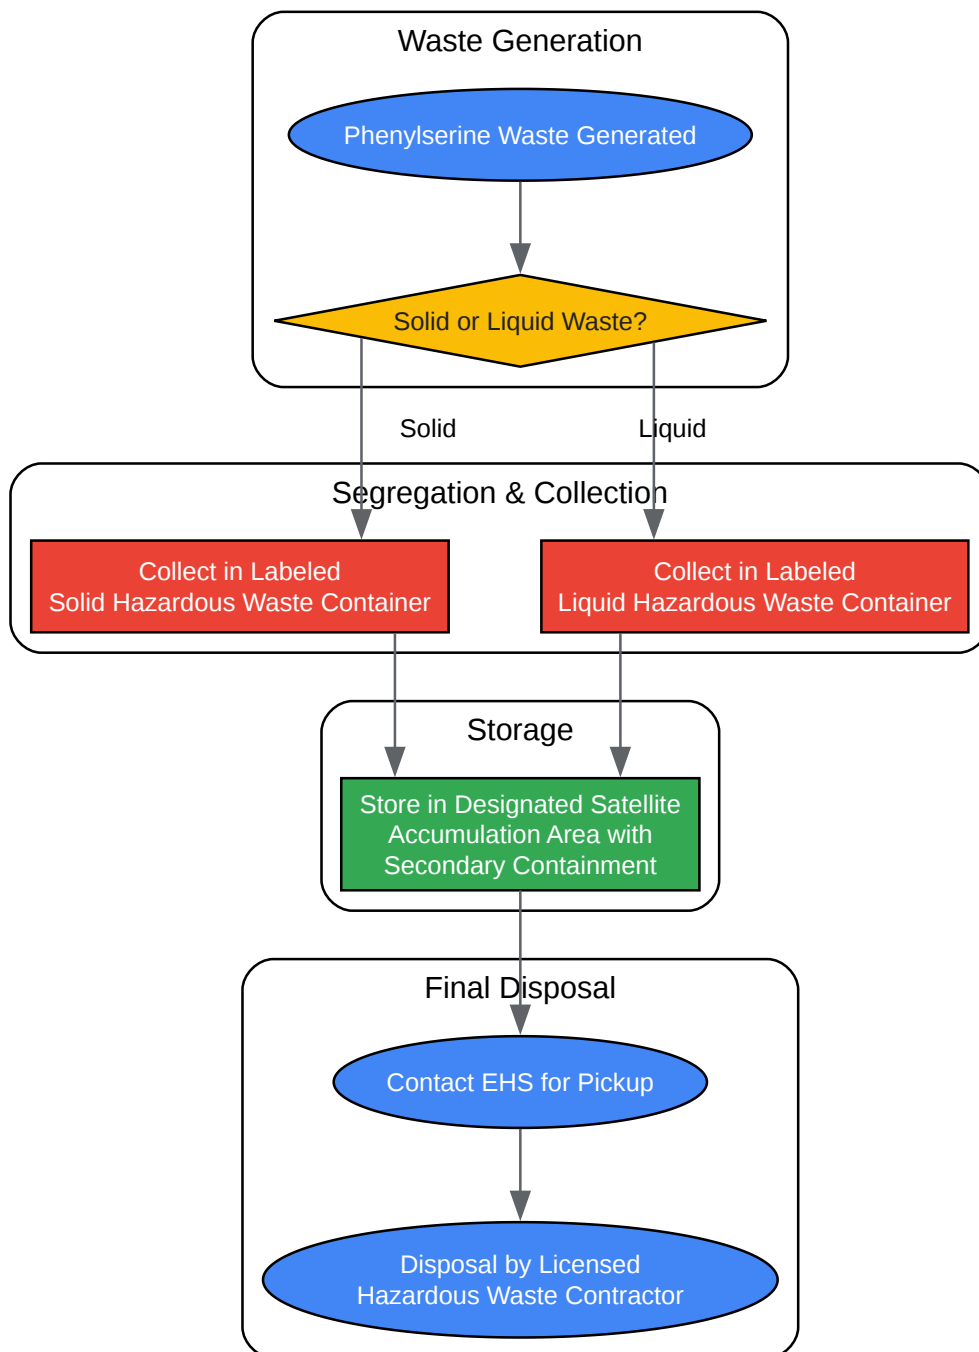 Waste Generation
Phenylserine Waste Generated
Solid or Liquid Waste?
Solid
Liquid
Segregation & Collection
Collect in Labeled
Solid Hazardous Waste Container
Collect in Labeled
Liquid Hazardous Waste Container
Storage
Store in Designated Satellite
Accumulation Area with
Secondary Containment
Final Disposal
Contact EHS for Pickup
Disposal by Licensed
Hazardous Waste Contractor